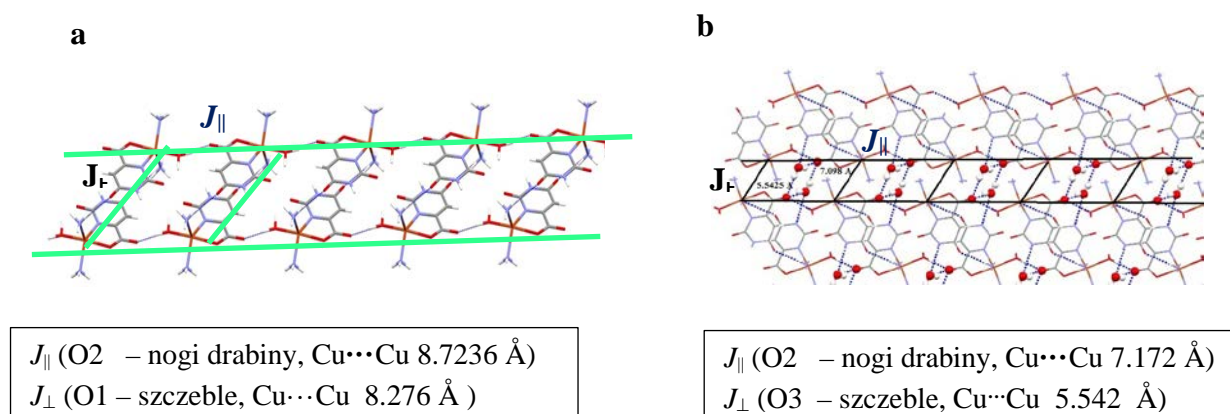 a
J∥
J⊥
J∥ (O2 – nogi drabiny, Cu•••Cu 8.7236 Å)
J⊥ (O1 – szczeble, Cu⋯Cu 8.276 Å )
b
J∥
J⊥
7.098 Å
5.5425 Å
J∥ (O2 – nogi drabiny, Cu•••Cu 7.172 Å)
J⊥ (O3 – szczeble, Cu···Cu 5.542 Å)